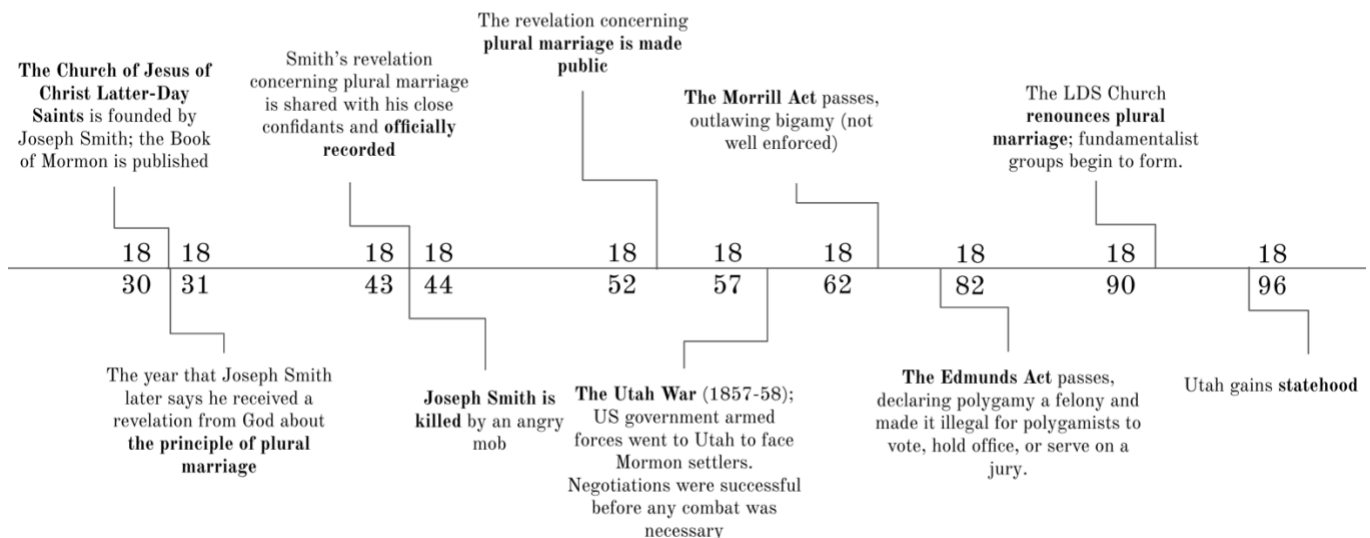 The Church of Jesus of
Christ Latter-Day
Saints is founded by
Joseph Smith; the Book
of Mormon is published
Smith's revelation
concerning plural marriage
is shared with his close
confidants and officially
recorded
The revelation concerning
plural marriage is made
public
The Morrill Act passes,
outlawing bigamy (not
well enforced)
The LDS Church
renounces plural
marriage; fundamentalist
groups begin to form.
18 18 18 18 18 18 18 18 18 18
30 31 43 44 52 57 62 82 90 96
The year that Joseph Smith
later says he received a
revelation from God about
the principle of plural
marriage
Joseph Smith is
killed by an angry
mob
The Utah War (1857-58);
US government armed
forces went to Utah to face
Mormon settlers.
Negotiations were successful
before any combat was
necessary
The Edmunds Act passes,
declaring polygamy a felony and
made it illegal for polygamists to
vote, hold office, or serve on a
jury.
Utah gains statehood